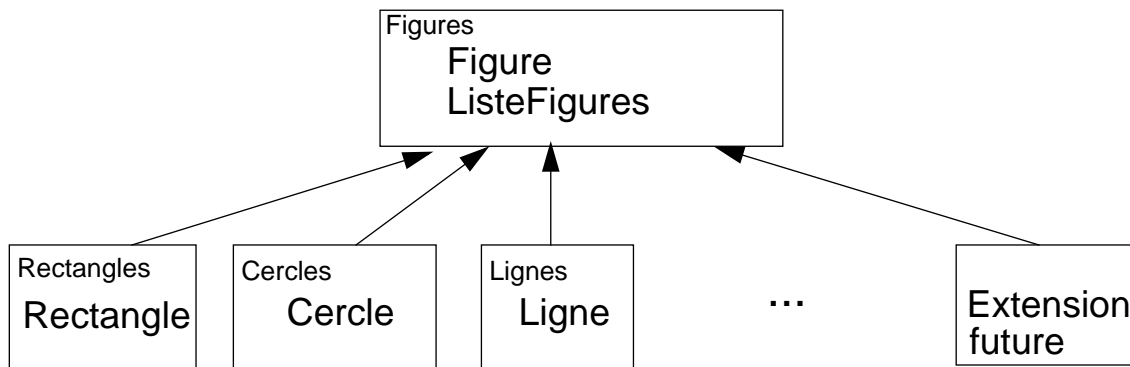 Figures
Figure
ListeFigures
Rectangles
Rectangle
Cercles
Cercle
Lignes
Ligne
...
Extension
future